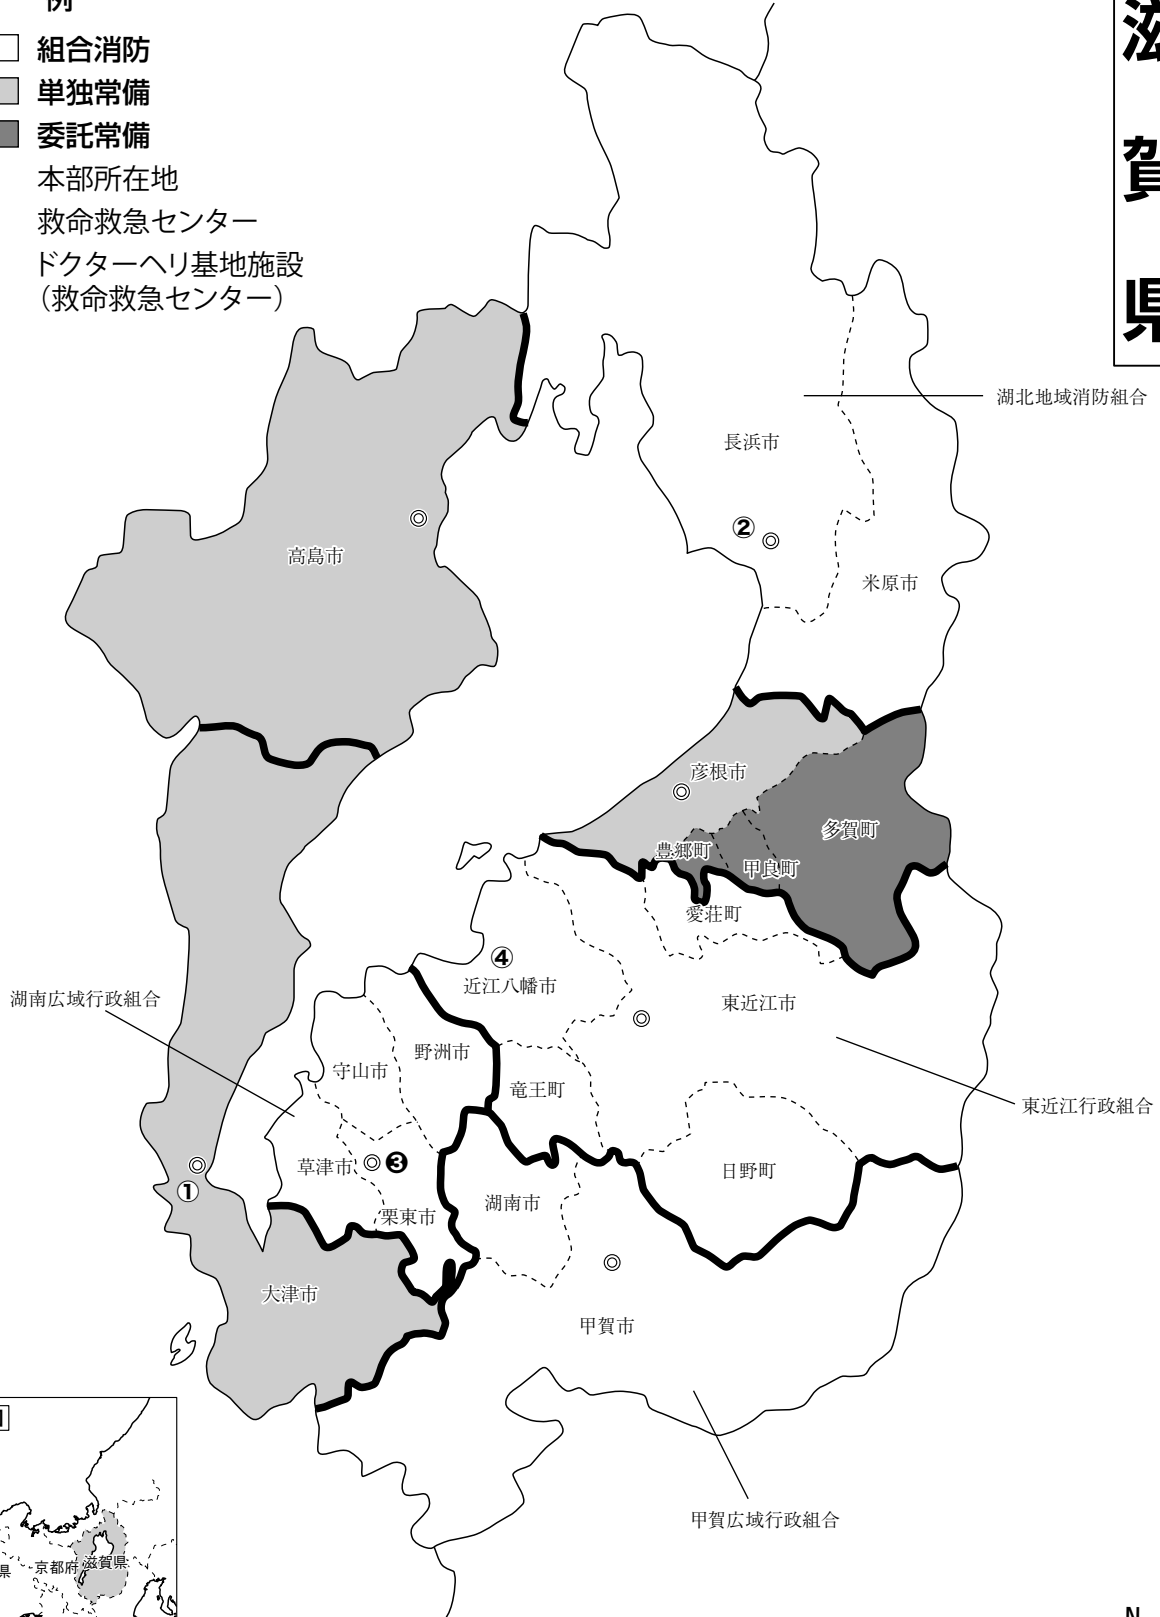 例
組合消防
単独常備
委託常備
本部所在地
救命救急センター
ドクターヘリ基地施設
（救命救急センター）
滋賀県
湖北地域消防組合
長浜市
②
米原市
高島市
彦根市
多賀町
豊郷町
甲良町
愛荘町
④
近江八幡市
東近江市
湖南広域行政組合
野洲市
守山市
竜王町
東近江行政組合
草津市
❸
日野町
①
湖南市
栗東市
大津市
甲賀市
甲賀広域行政組合
京都府
滋賀県
県
N